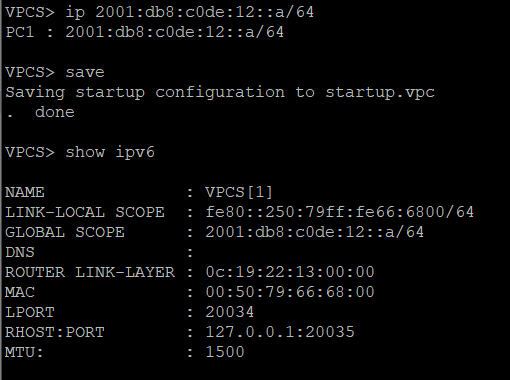 VPCS> ip 2001:db8:c0de:12::a/64
PC1 : 2001:db8:c0de:12::a/64
VPCS> save
Saving startup configuration to startup.vpc
.  done
VPCS> show ipv6
NAME              : VPCS[1]
LINK-LOCAL SCOPE  : fe80::250:79ff:fe66:6800/64
GLOBAL SCOPE      : 2001:db8:c0de:12::a/64
DNS               :
ROUTER LINK-LAYER : 0c:19:22:13:00:00
MAC               : 00:50:79:66:68:00
LPORT             : 20034
RHOST:PORT        : 127.0.0.1:20035
MTU:              : 1500